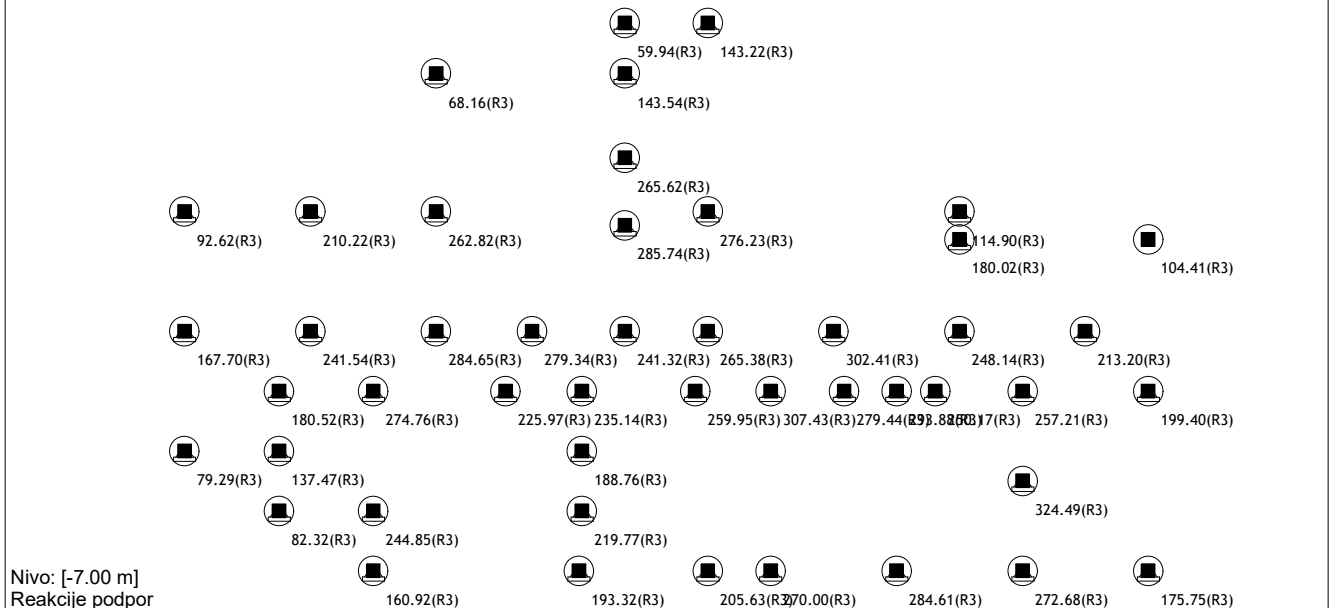 59.94(R3) 143.22(R3)
68.16(R3) 143.54(R3)
265.62(R3)
92.62(R3) 210.22(R3) 262.82(R3) 285.74(R3) 276.23(R3) 114.90(R3)
180.02(R3) 104.41(R3)
167.70(R3) 241.54(R3) 284.65(R3) 279.34(R3) 241.32(R3) 265.38(R3) 302.41(R3) 248.14(R3) 213.20(R3)
180.52(R3) 274.76(R3) 225.97(R3) 235.14(R3) 259.95(R3) 307.43(R3) 279.44(R3) 257.21(R3) 199.40(R3)
79.29(R3) 137.47(R3) 188.76(R3)
324.49(R3)
82.32(R3) 244.85(R3) 219.77(R3)
160.92(R3) 193.32(R3) 205.63(R3) 270.00(R3) 284.61(R3) 272.68(R3) 175.75(R3)
Nivo: [-7.00 m]
Reakcije podpor